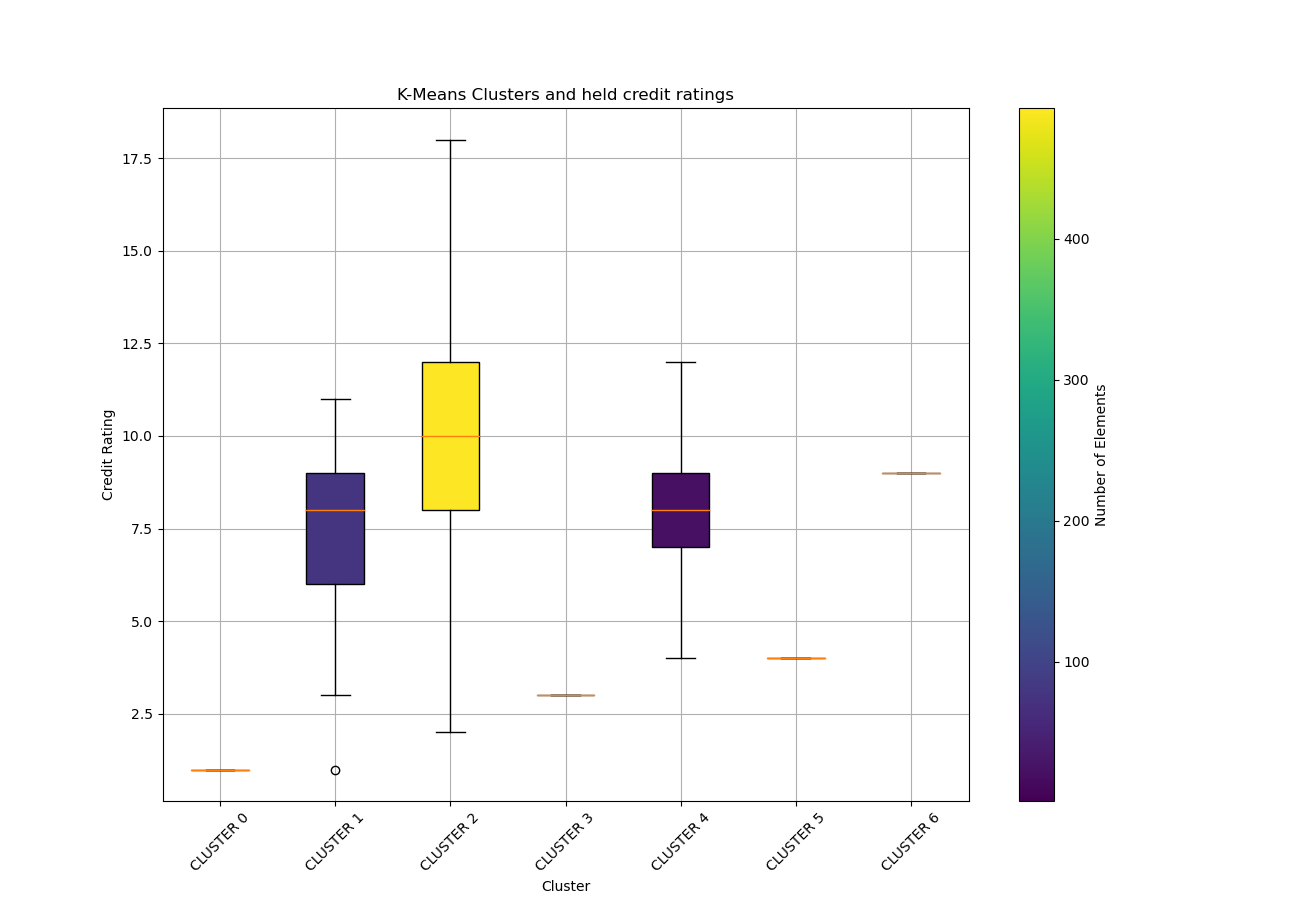 K-Means Clusters and held credit ratings
17.5
15.0
12.5
10.0
7.5
5.0
2.5
Credit Rating
CLUSTER 0
CLUSTER 1
CLUSTER 2
CLUSTER 3
CLUSTER 4
CLUSTER 5
CLUSTER 6
Cluster
400
300
200
100
Number of Elements